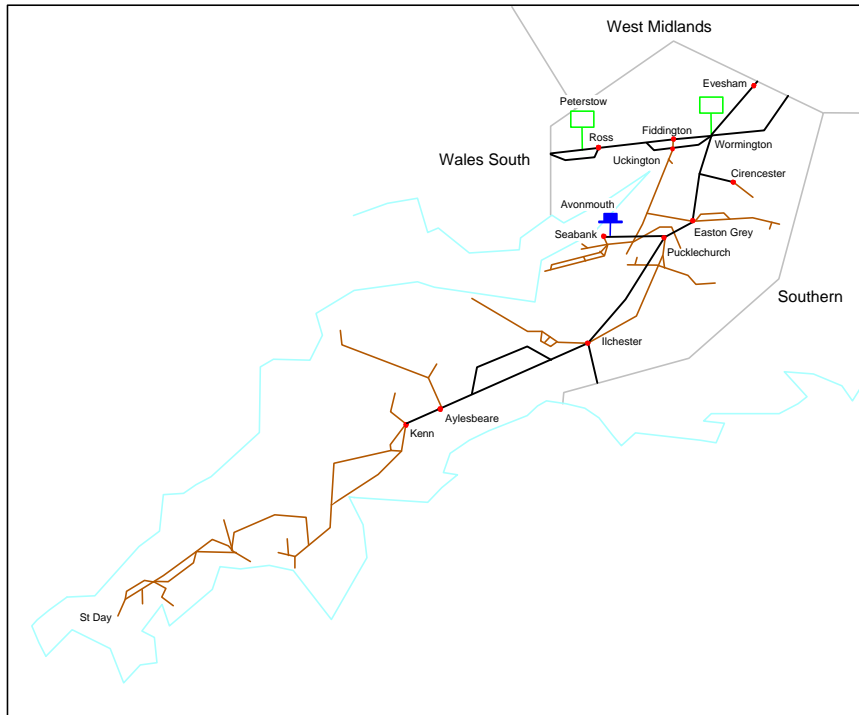 West Midlands
Evesham
Peterstow
Fiddington
Ross
Wormington
Wales South
Uckington
Cirencester
Avonmouth
Seabank
Easton Grey
Pucklechurch
Southern
Ilchester
Aylesbeare
Kenn
St Day